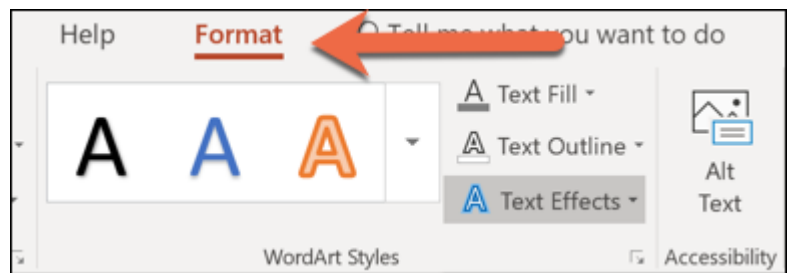 Help Format Tell me what you want to do
A A A
A Text Fill
A Text Outline
A Text Effects
Alt
Text
WordArt Styles
Accessibility